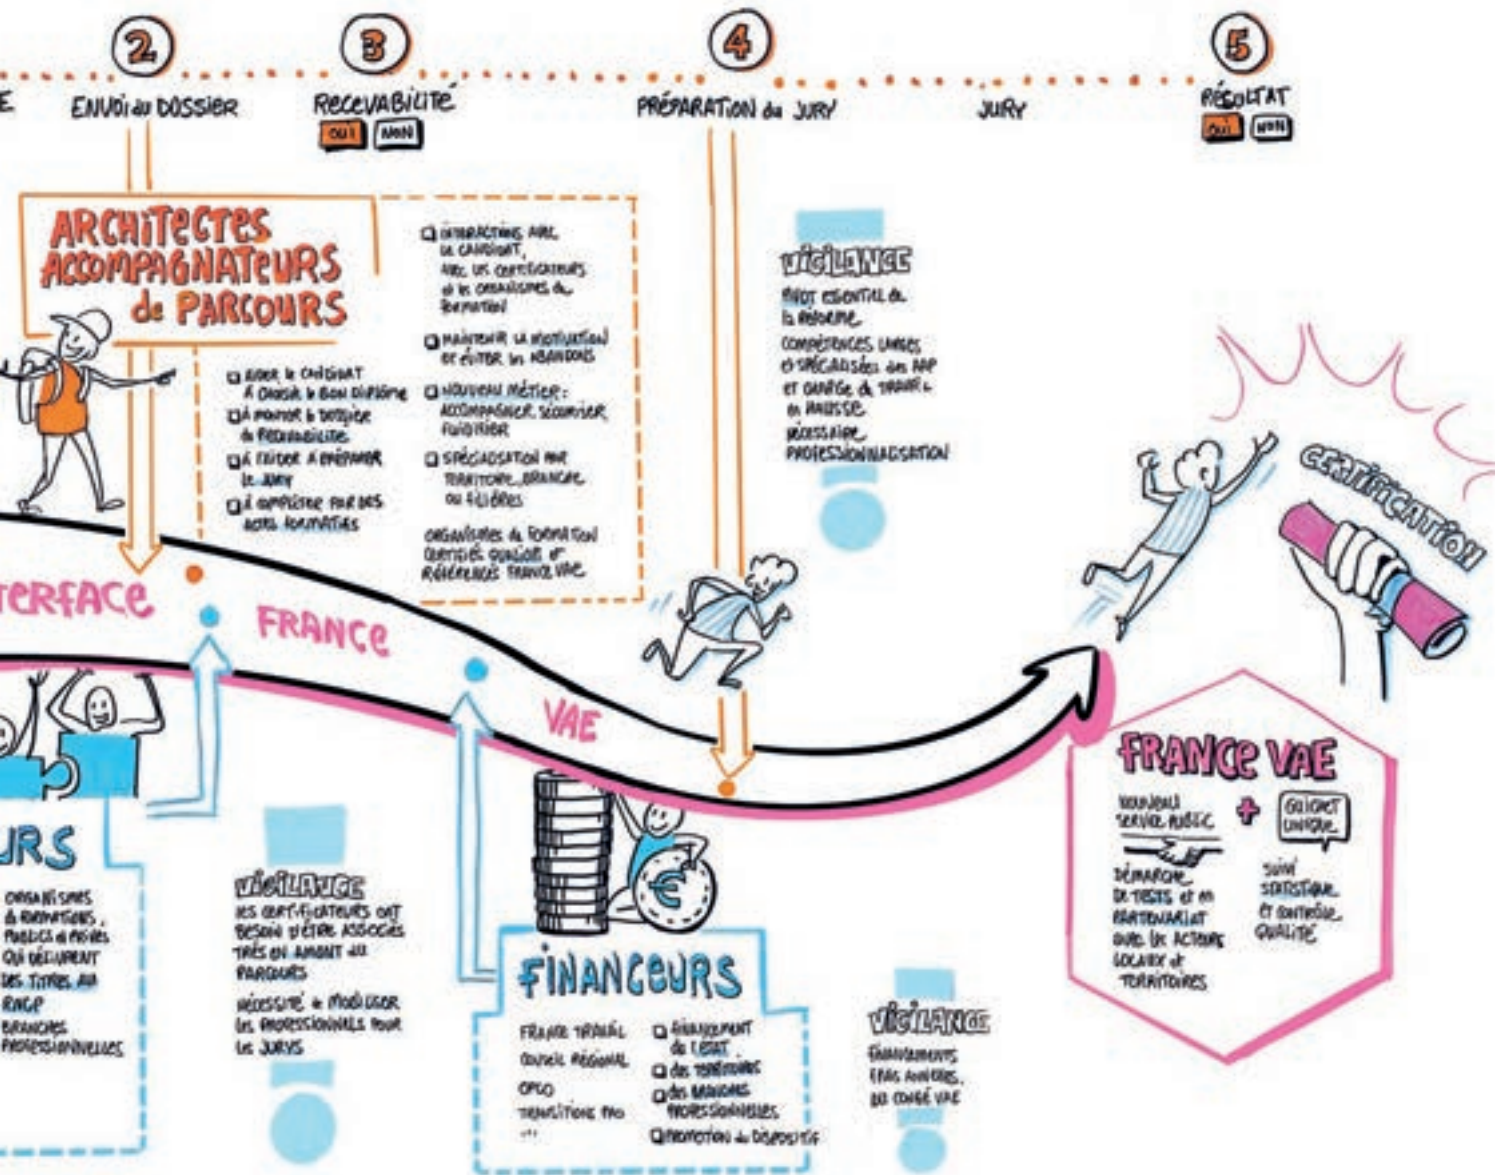 2
3
4
5
E
ENVOI du DOSSIER
RECEVABILITÉ
OUI NON
PRÉPARATION du JURY
JURY
RÉSULTAT
OUI NON
ARCHITECTES
ACCOMPAGNATEURS
de PARCOURS
AIDER le CANDIDAT
À CHOISIR le BON DIPLÔME
À MONTER le DOSSIER
de RECEVABILITÉ
À PRÉPARER
le JURY
À COMPLÉTER PAR DES
ACTES FORMATIFS
INTERACTIONS AVEC
LE CANDIDAT,
AVEC LES CERTIFICATEURS
et les ORGANISMES de
FORMATION
MAINTENIR LA MOTIVATION
ET ÉVITER les ABANDONS
NOUVEAU MÉTIER :
ACCOMPAGNER, SÉCURISER,
FLUIDIFIER
SPÉCIALISATION PAR
TERRITOIRE, BRANCHE
OU FILIÈRES
ORGANISMES de FORMATION
CERTIFIÉS QUALIOPI ET
RÉFÉRENCÉS FRANCE VAE
VIGILANCE
PIVOT ESSENTIEL de
la RÉFORME
COMPÉTENCES LARGES
et SPÉCIALISÉES des AAP
ET CHARGE de TRAVAIL
en HAUSSE
NÉCESSAIRE
PROFESSIONNALISATION
CERTIFICATION
TERFACE
FRANCE
VAE
URS
ORGANISMES
de FORMATIONS,
PUBLICS et PRIVÉS
QUI DÉLIVRENT
DES TITRES AU
RNCP
BRANCHES
PROFESSIONNELLES
VIGILANCE
LES CERTIFICATEURS ONT
BESOIN D'ÊTRE ASSOCIÉS
TRÈS EN AMONT du
PARCOURS
NÉCESSITÉ de MOBILISER
les PROFESSIONNELS POUR
les JURYS
€
FINANCEURS
FRANCE TRAVAIL
CONSEIL RÉGIONAL
OPCO
TRANSITIONS PRO
...
FINANCEMENT
de l'ÉTAT
des TERRITOIRES
des BRANCHES
PROFESSIONNELLES
PROMOTION du DISPOSITIF
VIGILANCE
FINANCEMENTS
FRAIS ANNEXES,
DU CONGÉ VAE
FRANCE VAE
NOUVEAU
SERVICE PUBLIC
+
GUICHET
UNIQUE
DÉMARCHE
DE TESTS et en
PARTENARIAT
avec les ACTEURS
LOCAUX et
TERRITOIRES
SUIVI
STATISTIQUE
ET CONTRÔLE
QUALITÉ